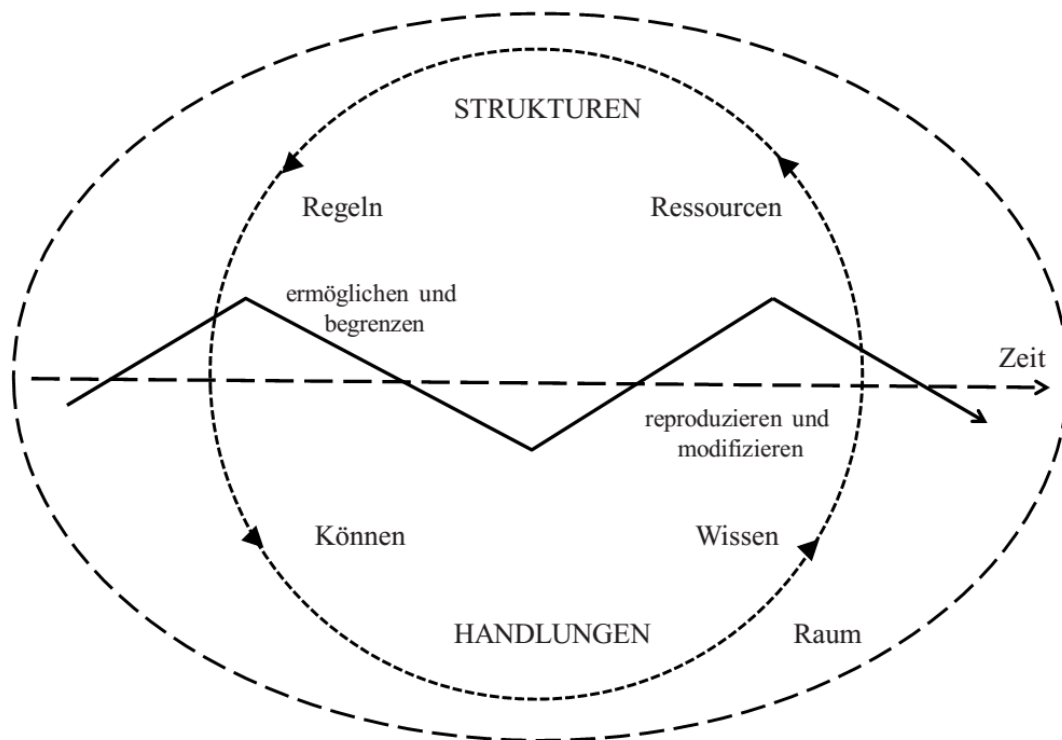 STRUKTUREN
Regeln
Ressourcen
ermöglichen und
begrenzen
Zeit
reproduzieren und
modifizieren
Können
Wissen
HANDLUNGEN
Raum